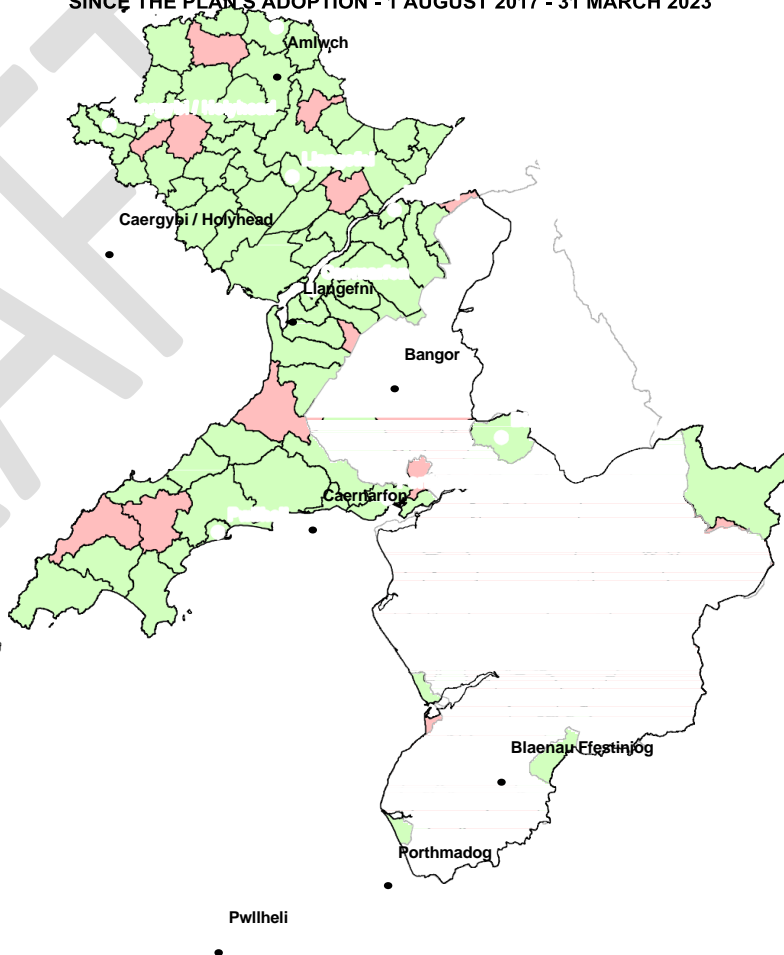 SINCE THE PLAN'S ADOPTION - 1 AUGUST 2017 - 31 MARCH 2023
Amlwch
Caergybi / Holyhead
Llangefni
Bangor
Caernarfon
Blaenau Ffestiniog
Porthmadog
Pwllheli